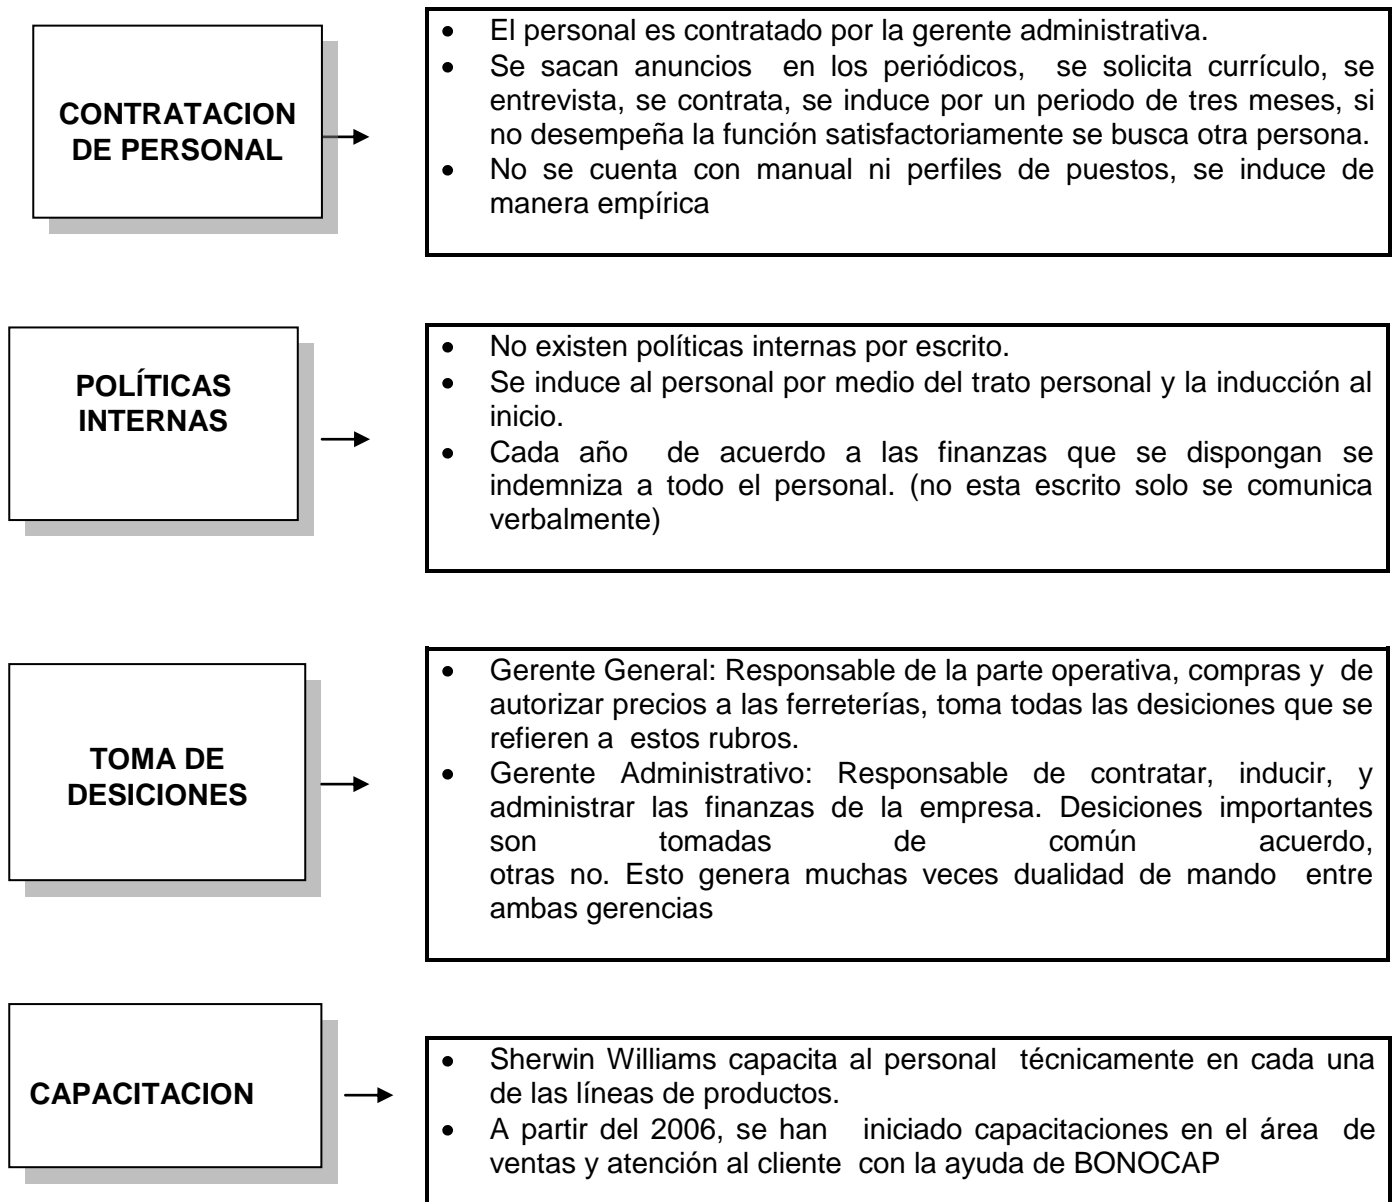 CONTRATACION
DE PERSONAL
• El personal es contratado por la gerente administrativa.
• Se sacan anuncios en los periódicos, se solicita currículo, se
entrevista, se contrata, se induce por un periodo de tres meses, si
no desempeña la función satisfactoriamente se busca otra persona.
• No se cuenta con manual ni perfiles de puestos, se induce de
manera empírica
POLÍTICAS
INTERNAS
• No existen políticas internas por escrito.
• Se induce al personal por medio del trato personal y la inducción al
inicio.
• Cada año de acuerdo a las finanzas que se dispongan se
indemniza a todo el personal. (no esta escrito solo se comunica
verbalmente)
TOMA DE
DESICIONES
• Gerente General: Responsable de la parte operativa, compras y de
autorizar precios a las ferreterías, toma todas las desiciones que se
refieren a estos rubros.
• Gerente Administrativo: Responsable de contratar, inducir, y
administrar las finanzas de la empresa. Desiciones importantes
son tomadas de común acuerdo,
otras no. Esto genera muchas veces dualidad de mando entre
ambas gerencias
CAPACITACION
• Sherwin Williams capacita al personal técnicamente en cada una
de las líneas de productos.
• A partir del 2006, se han iniciado capacitaciones en el área de
ventas y atención al cliente con la ayuda de BONOCAP